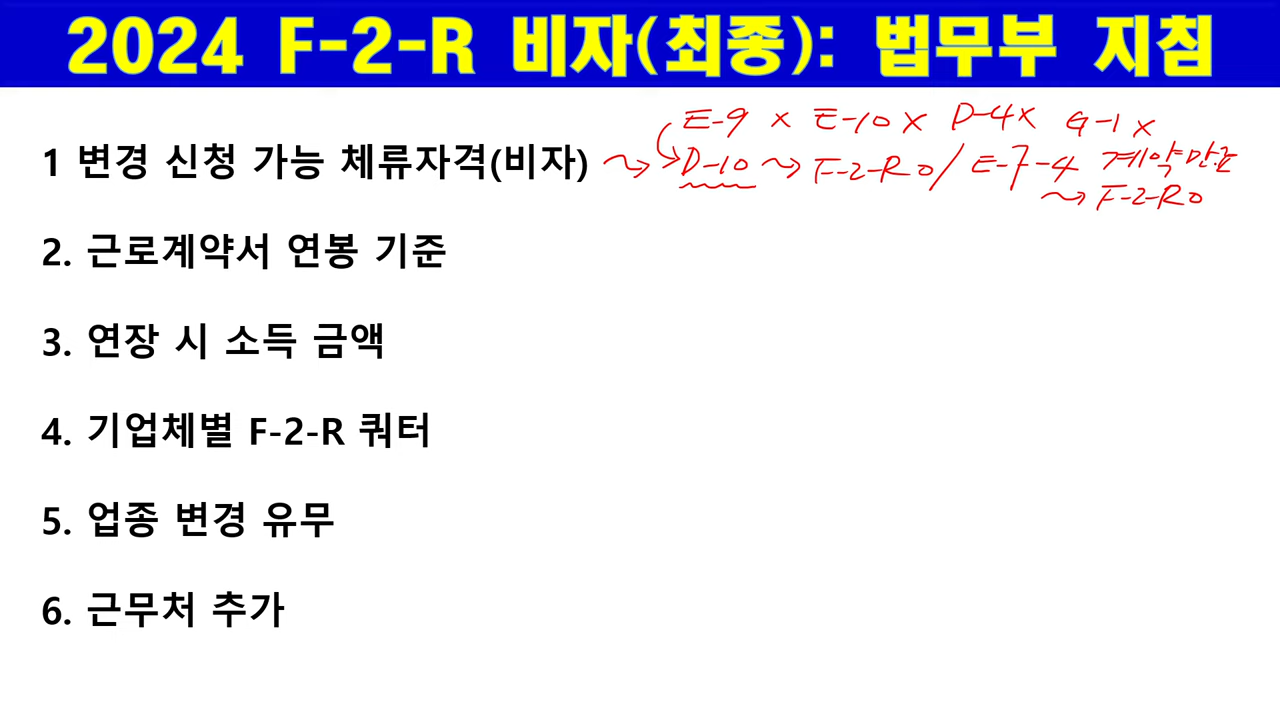 2024 F-2-R 비자(최종): 법무부 지침
E-9 x E-10 x D-4x G-1 x
1 변경 신청 가능 체류자격(비자) ~> D-10 ~> F-2-R o / E-7-4 계약만료
~> F-2-R o
2. 근로계약서 연봉 기준
3. 연장 시 소득 금액
4. 기업체별 F-2-R 쿼터
5. 업종 변경 유무
6. 근무처 추가